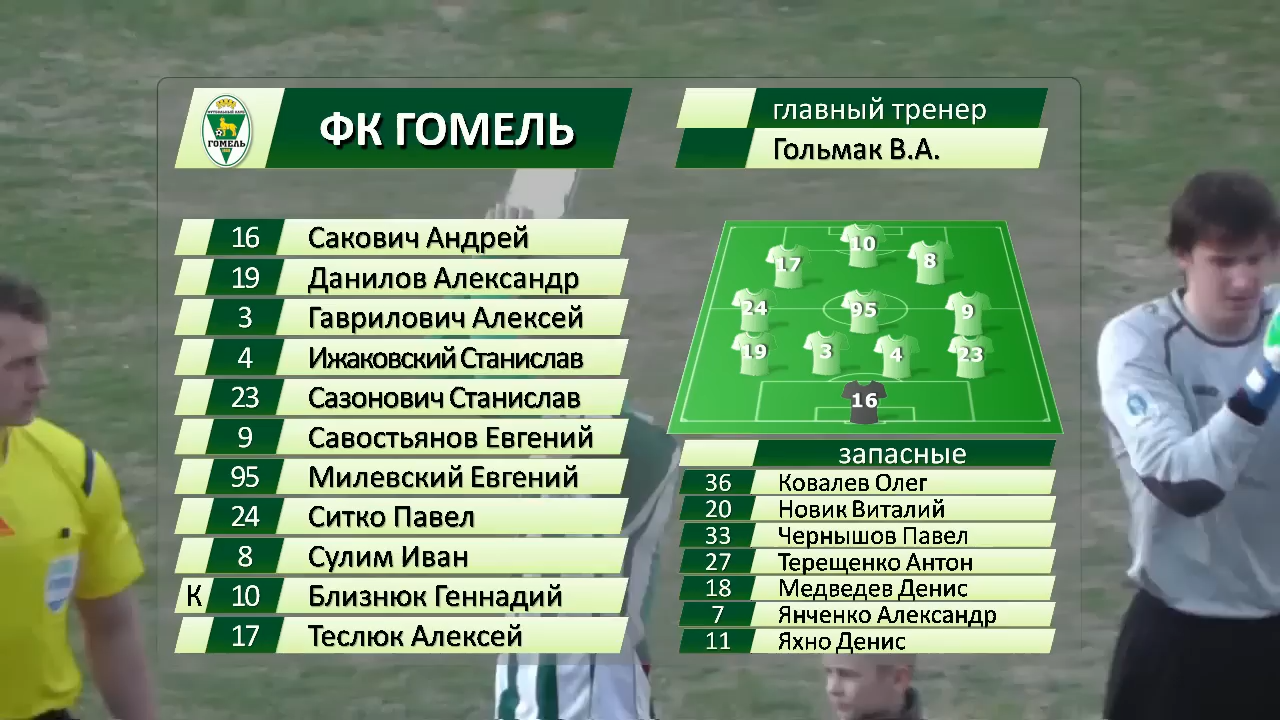 ФК ГОМЕЛЬ
ГОМЕЛЬ
главный тренер
Гольмак В.А.
16 Сакович Андрей
19 Данилов Александр
3 Гаврилович Алексей
4 Ижаковский Станислав
23 Сазонович Станислав
9 Савостьянов Евгений
95 Милевский Евгений
24 Ситко Павел
8 Сулим Иван
К 10 Близнюк Геннадий
17 Теслюк Алексей
10
17 8
24 95 9
19 3 4 23
16
запасные
36 Ковалев Олег
20 Новик Виталий
33 Чернышов Павел
27 Терещенко Антон
18 Медведев Денис
7 Янченко Александр
11 Яхно Денис